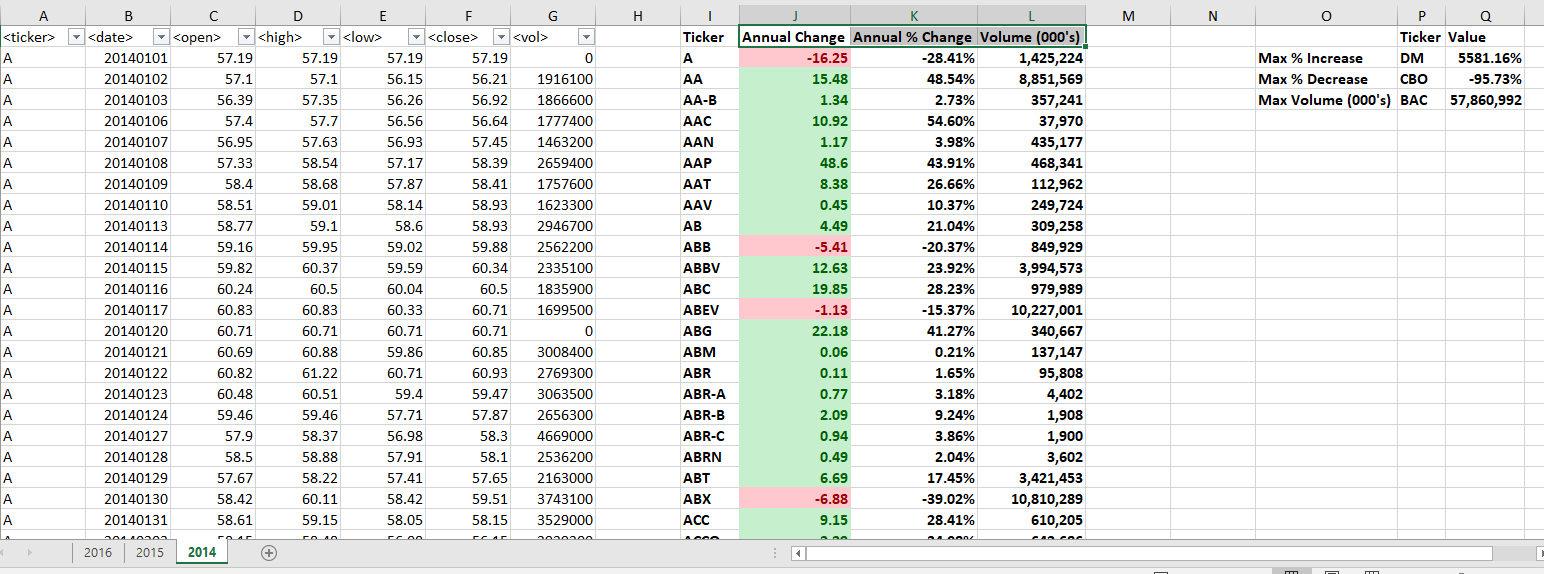 A B C D E F G H I J K L M N O P Q
<ticker> <date> <open> <high> <low> <close> <vol> Ticker Annual Change Annual % Change Volume (000's) Ticker Value
A 20140101 57.19 57.19 57.19 57.19 0 A -16.25 -28.41% 1,425,224 Max % Increase DM 5581.16%
A 20140102 57.1 57.1 56.15 56.21 1916100 AA 15.48 48.54% 8,851,569 Max % Decrease CBO -95.73%
A 20140103 56.39 57.35 56.26 56.92 1866600 AA-B 1.34 2.73% 357,241 Max Volume (000's) BAC 57,860,992
A 20140106 57.4 57.7 56.56 56.64 1777400 AAC 10.92 54.60% 37,970
A 20140107 56.95 57.63 56.93 57.45 1463200 AAN 1.17 3.98% 435,177
A 20140108 57.33 58.54 57.17 58.39 2659400 AAP 48.6 43.91% 468,341
A 20140109 58.4 58.68 57.87 58.41 1757600 AAT 8.38 26.66% 112,962
A 20140110 58.51 59.01 58.14 58.93 1623300 AAV 0.45 10.37% 249,724
A 20140113 58.77 59.1 58.6 58.93 2946700 AB 4.49 21.04% 309,258
A 20140114 59.16 59.95 59.02 59.88 2562200 ABB -5.41 -20.37% 849,929
A 20140115 59.82 60.37 59.59 60.34 2335100 ABBV 12.63 23.92% 3,994,573
A 20140116 60.24 60.5 60.04 60.5 1835900 ABC 19.85 28.23% 979,989
A 20140117 60.83 60.83 60.33 60.71 1699500 ABEV -1.13 -15.37% 10,227,001
A 20140120 60.71 60.71 60.71 60.71 0 ABG 22.18 41.27% 340,667
A 20140121 60.69 60.88 59.86 60.85 3008400 ABM 0.06 0.21% 137,147
A 20140122 60.82 61.22 60.71 60.93 2769300 ABR 0.11 1.65% 95,808
A 20140123 60.48 60.51 59.4 59.47 3063500 ABR-A 0.77 3.18% 4,402
A 20140124 59.46 59.46 57.71 57.87 2656300 ABR-B 2.09 9.24% 1,908
A 20140127 57.9 58.37 56.98 58.3 4669000 ABR-C 0.94 3.86% 1,900
A 20140128 58.5 58.88 57.91 58.1 2536200 ABRN 0.49 2.04% 3,602
A 20140129 57.67 58.22 57.41 57.65 2163000 ABT 6.69 17.45% 3,421,453
A 20140130 58.42 60.11 58.42 59.51 3743100 ABX -6.88 -39.02% 10,810,289
A 20140131 58.61 59.15 58.05 58.15 3529000 ACC 9.15 28.41% 610,205
2016 2015 2014